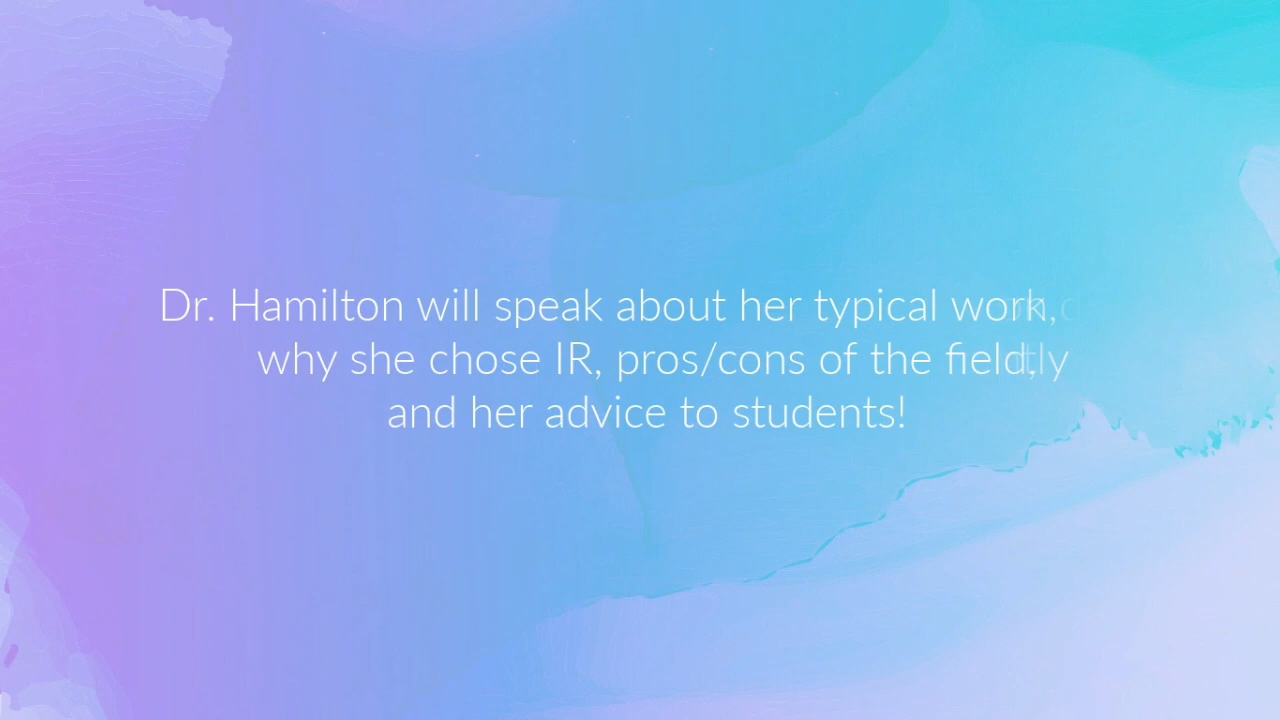 Dr. Hamilton will speak about her typical work,
why she chose IR, pros/cons of the field,
and her advice to students!